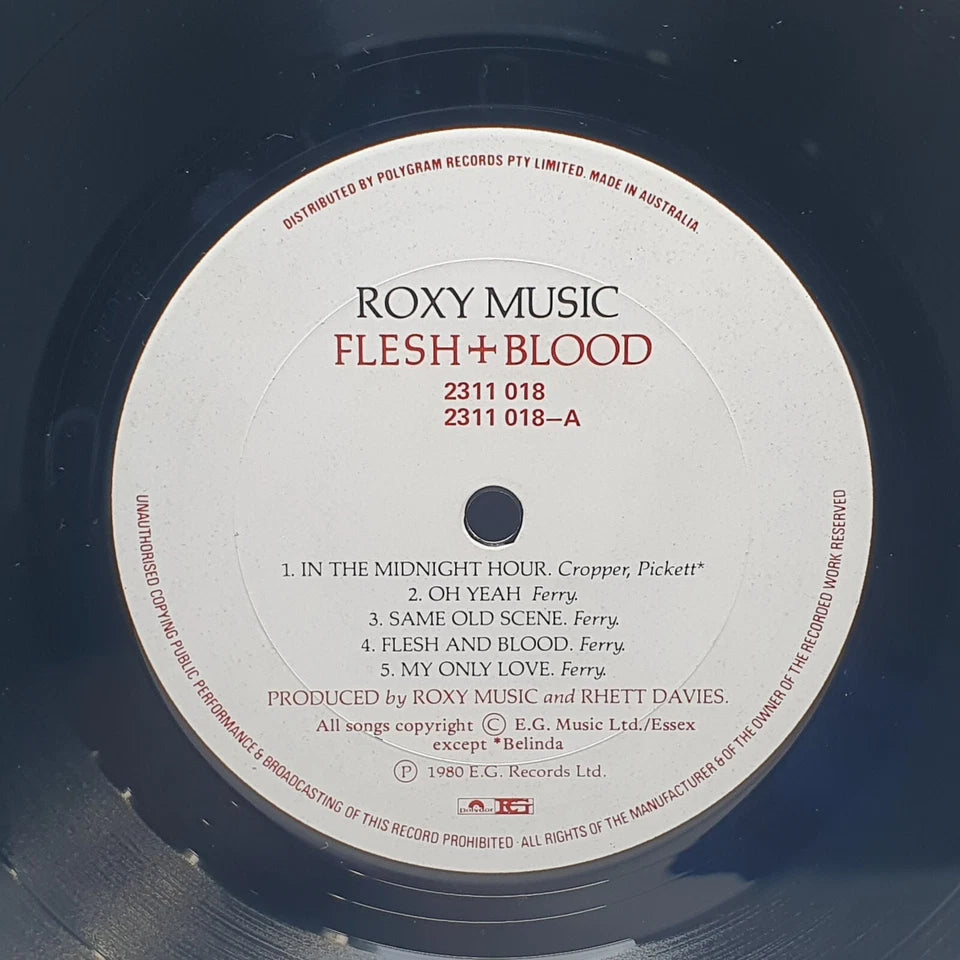 DISTRIBUTED BY POLYGRAM RECORDS PTY LIMITED. MADE IN AUSTRALIA.
ROXY MUSIC
FLESH+BLOOD
2311 018
2311 018–A
1. IN THE MIDNIGHT HOUR. Cropper, Pickett*
2. OH YEAH Ferry.
3. SAME OLD SCENE. Ferry.
4. FLESH AND BLOOD. Ferry.
5. MY ONLY LOVE. Ferry.
PRODUCED by ROXY MUSIC and RHETT DAVIES.
All songs copyright © E.G. Music Ltd./Essex
except *Belinda
℗ 1980 E.G. Records Ltd.
Polydor EG
UNAUTHORISED COPYING PUBLIC PERFORMANCE & BROADCASTING OF THIS RECORD PROHIBITED · ALL RIGHTS OF THE MANUFACTURER & OF THE OWNER OF THE RECORDED WORK RESERVED